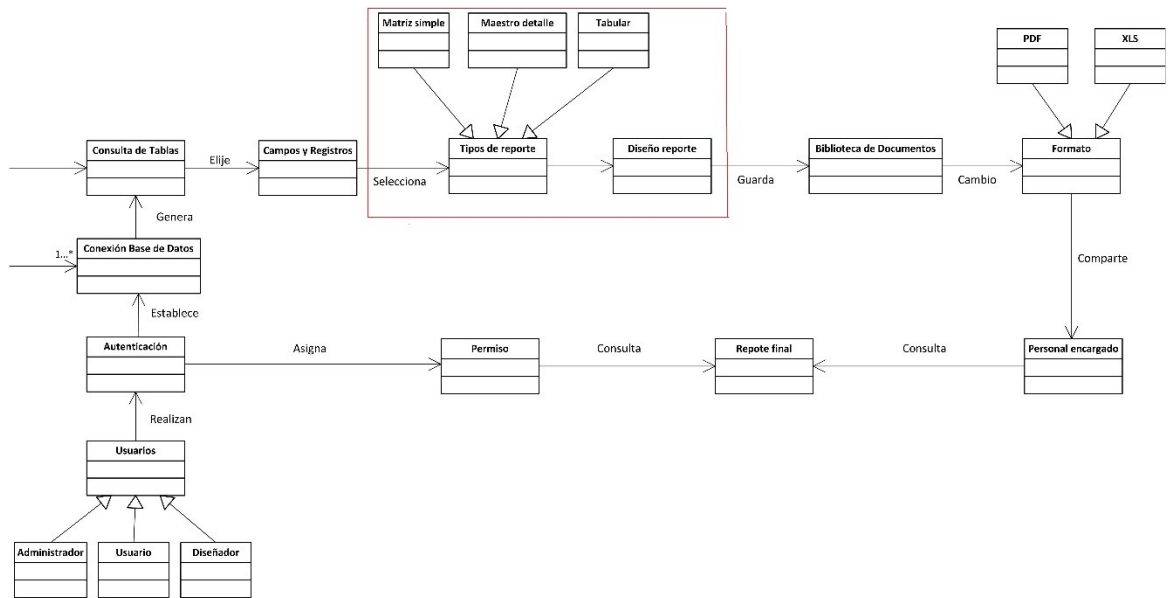 Matriz simple
Maestro detalle
Tabular
PDF
XLS
Consulta de Tablas
Elije
Campos y Registros
Selecciona
Tipos de reporte
Diseño reporte
Guarda
Biblioteca de Documentos
Cambio
Formato
Genera
1...*
Conexión Base de Datos
Comparte
Establece
Autenticación
Asigna
Permiso
Consulta
Repote final
Consulta
Personal encargado
Realizan
Usuarios
Administrador
Usuario
Diseñador